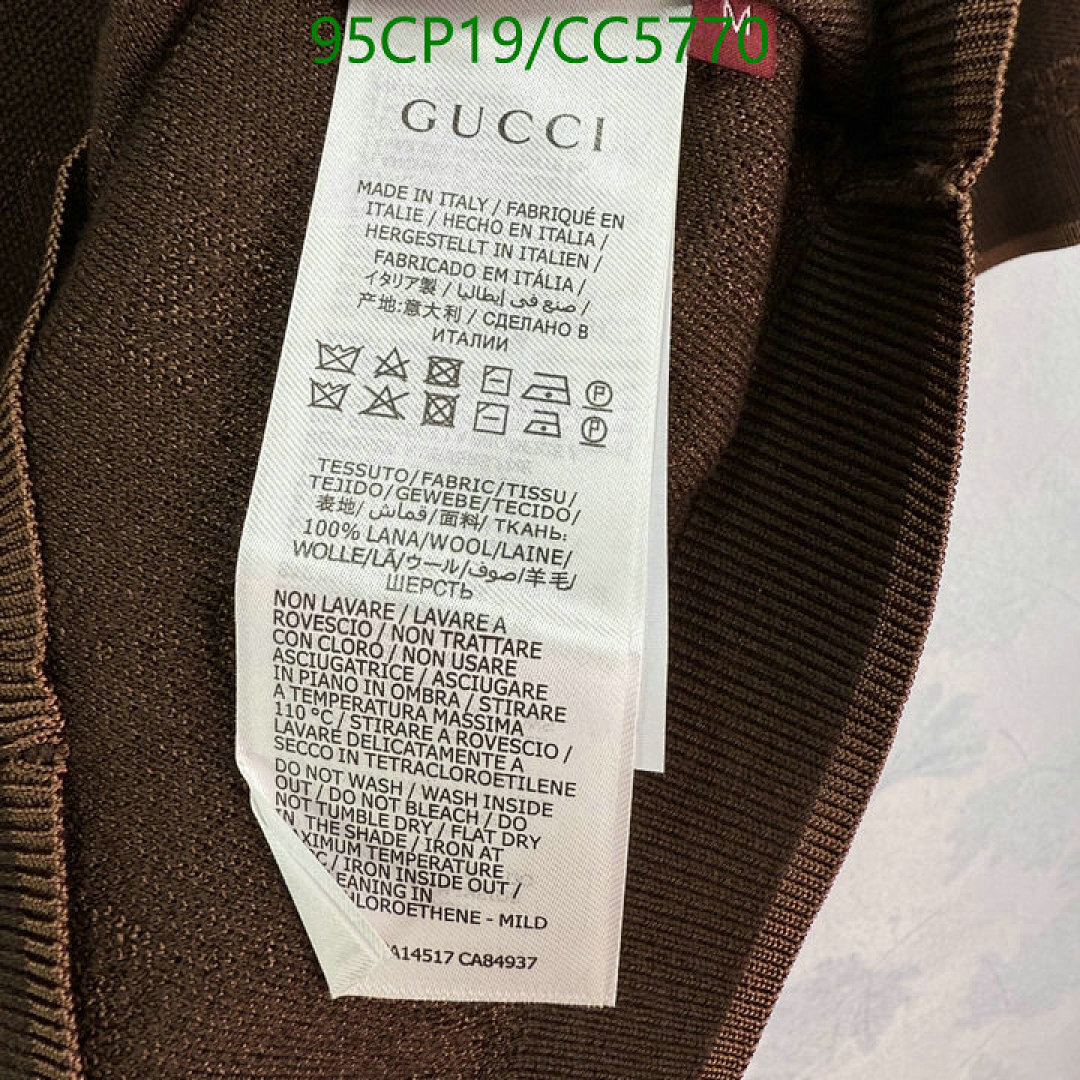 95CP19/CC5770
M
GUCCI
MADE IN ITALY / FABRIQUÉ EN
ITALIE / HECHO EN ITALIA /
HERGESTELLT IN ITALIEN /
FABRICADO EM ITÁLIA /
イタリア製 / صنع في إيطاليا /
产地:意大利 / СДЕЛАНО В
ИТАЛИИ
P
P
TESSUTO/FABRIC/TISSU/
TEJIDO/GEWEBE/TECIDO/
表地/قماش/面料/ ТКАНЬ:
100% LANA/WOOL/LAINE/
WOLLE/LÃ/ウール/صوف/羊毛/
ШЕРСТЬ
NON LAVARE / LAVARE A
ROVESCIO / NON TRATTARE
CON CLORO / NON USARE
ASCIUGATRICE / ASCIUGARE
IN PIANO IN OMBRA / STIRARE
A TEMPERATURA MASSIMA
110 °C / STIRARE A ROVESCIO /
LAVARE DELICATAMENTE A
SECCO IN TETRACLOROETILENE
DO NOT WASH / WASH INSIDE
OUT / DO NOT BLEACH / DO
NOT TUMBLE DRY / FLAT DRY
THE SHADE / IRON AT
XIMUM TEMPERATURE
C / IRON INSIDE OUT /
EANING IN
HLOROETHENE - MILD
A14517 CA84937